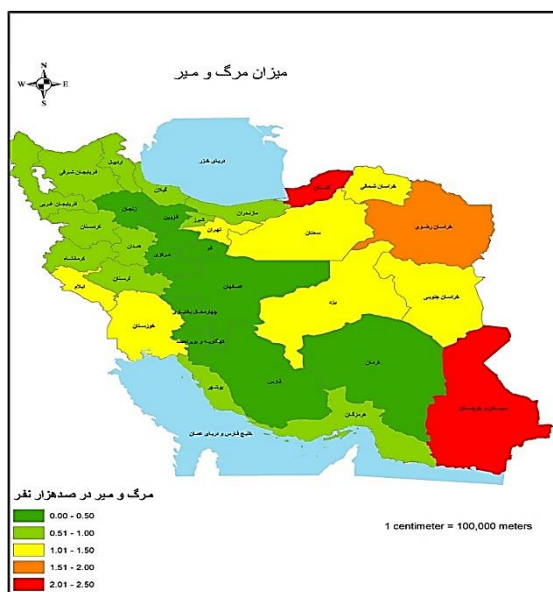 میزان مرگ و میر
N
W E
S
دریای خزر
اردبیل
آذربایجان شرقی
آذربایجان غربی
گیلان
گلستان
خراسان شمالی
مازندران
زنجان
قزوین
البرز
تهران
سمنان
خراسان رضوی
کردستان
همدان
مرکزی
قم
کرمانشاه
لرستان
اصفهان
ایلام
یزد
خراسان جنوبی
خوزستان
چهارمحال بختیاری
کهگیلویه و بویراحمد
فارس
کرمان
بوشهر
هرمزگان
سیستان و بلوچستان
خلیج فارس و دریای عمان
مرگ و میر در صدهزار نفر
0.00 - 0.50
0.51 - 1.00
1.01 - 1.50
1.51 - 2.00
2.01 - 2.50
1 centimeter = 100,000 meters